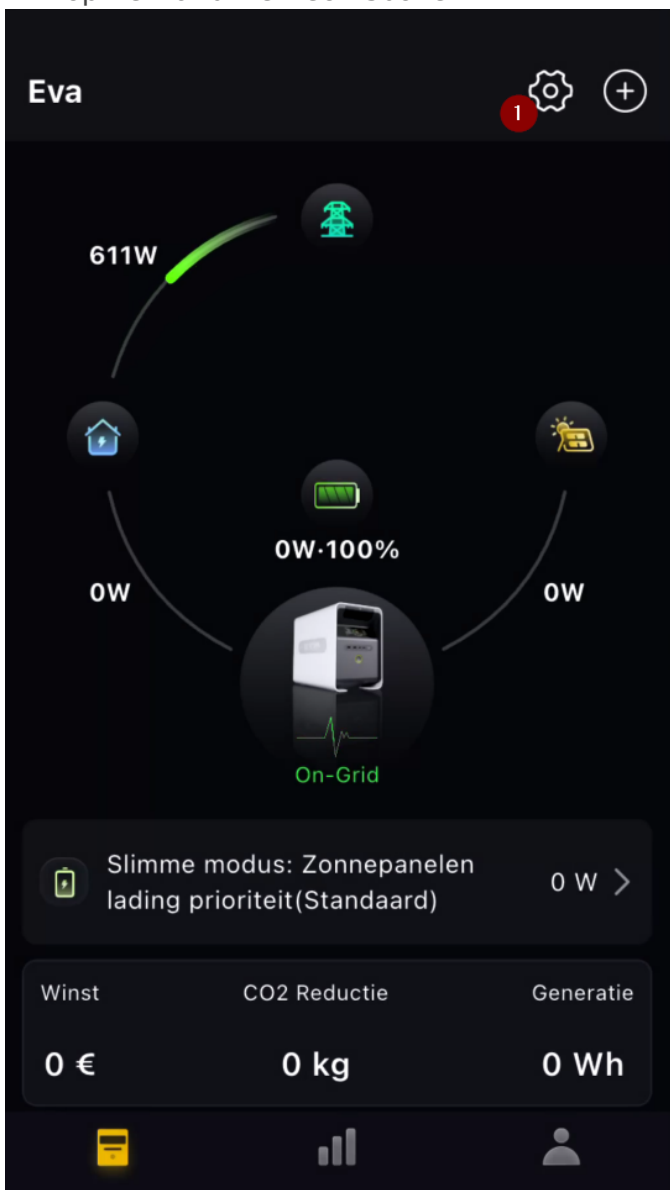 Eva
1
611W
0W·100%
0W
0W
On-Grid
Slimme modus: Zonnepanelen
lading prioriteit(Standaard)
0 W
Winst
CO2 Reductie
Generatie
0 €
0 kg
0 Wh